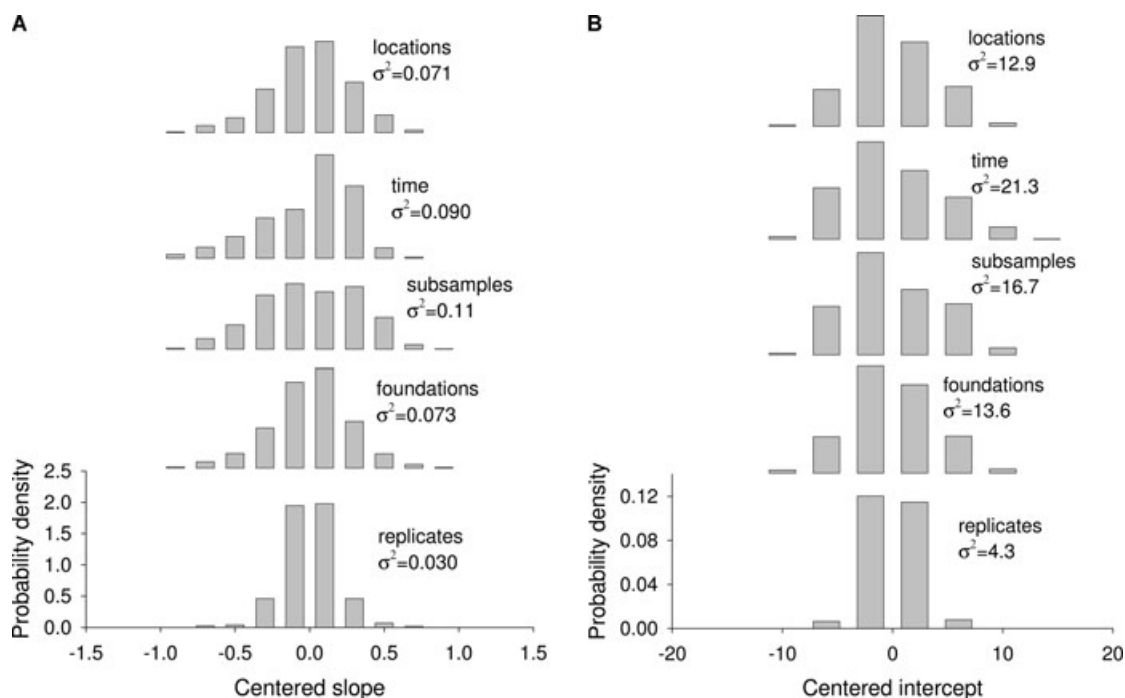 A
locations
σ²=0.071
time
σ²=0.090
subsamples
σ²=0.11
foundations
σ²=0.073
replicates
σ²=0.030
Probability density
2.5
2.0
1.5
1.0
0.5
0.0
-1.5 -1.0 -0.5 0.0 0.5 1.0 1.5
Centered slope
B
locations
σ²=12.9
time
σ²=21.3
subsamples
σ²=16.7
foundations
σ²=13.6
replicates
σ²=4.3
Probability density
0.12
0.08
0.04
0.00
-20 -10 0 10 20
Centered intercept